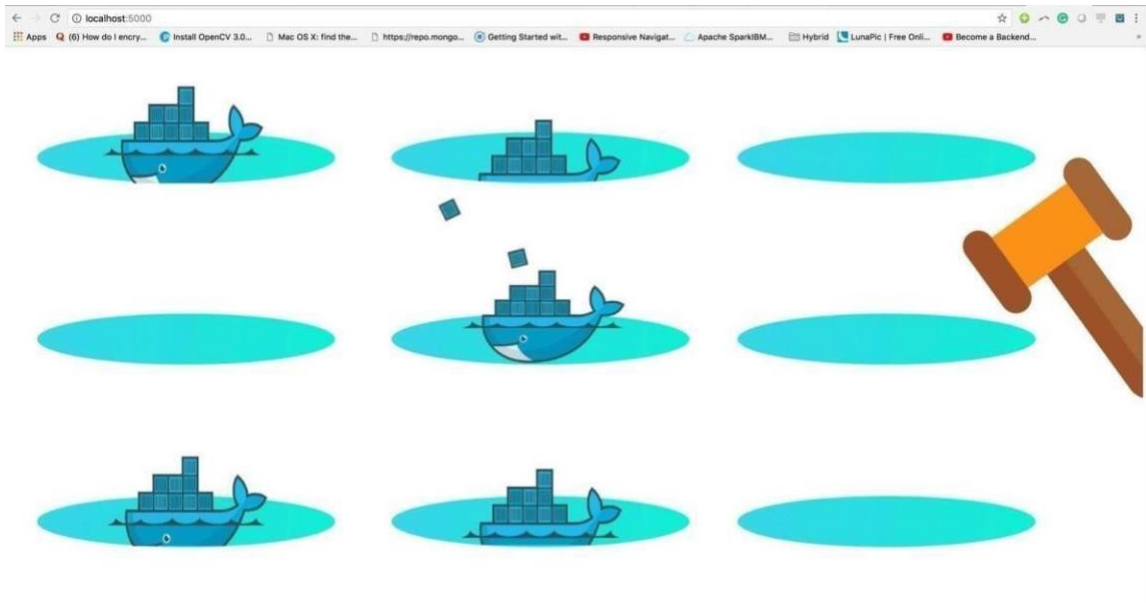 localhost:5000
Apps (6) How do I encry... Install OpenCV 3.0... Mac OS X: find the... https://repo.mongo... Getting Started wit... Responsive Navigat... Apache SparkIBM... Hybrid LunaPic | Free Onli... Become a Backend... »